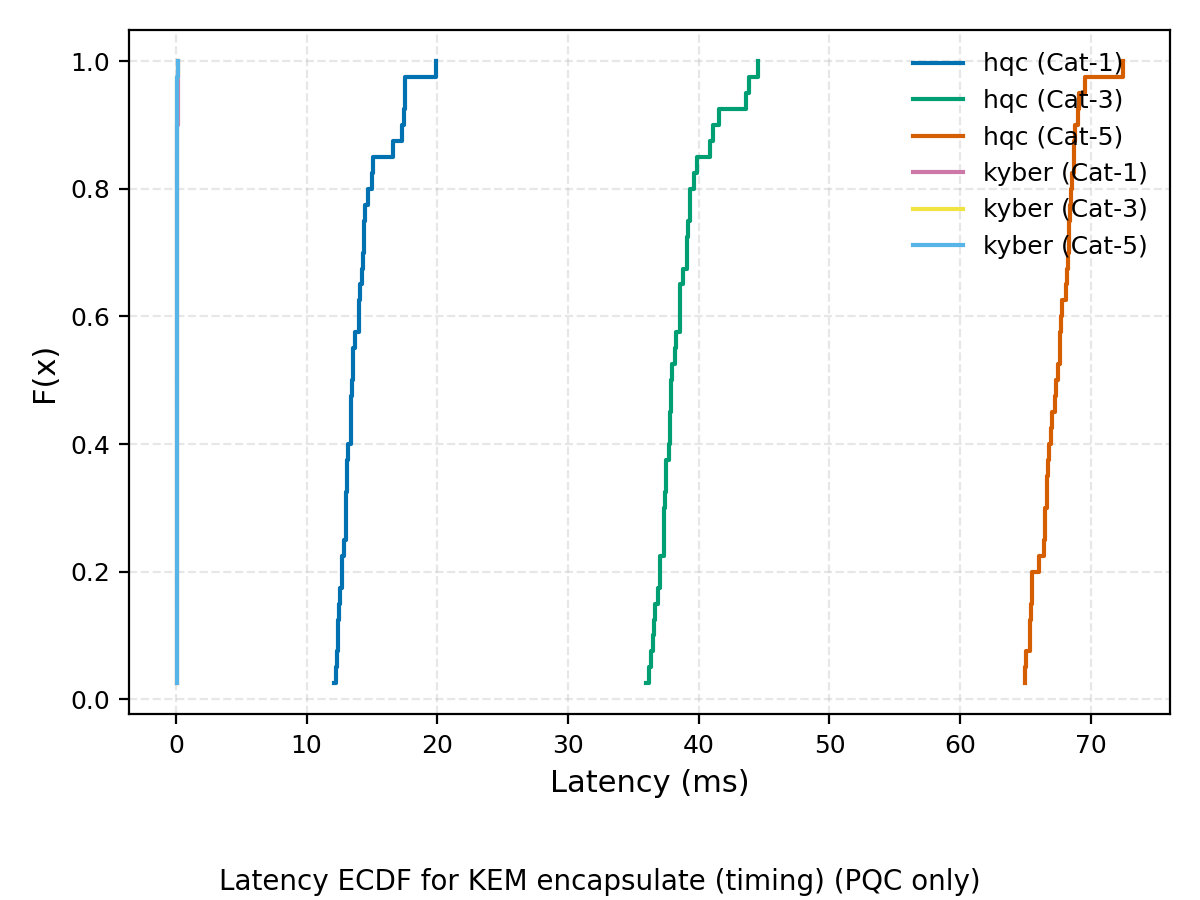 1.0
0.8
0.6
0.4
0.2
0.0
F(x)
hqc (Cat-1)
hqc (Cat-3)
hqc (Cat-5)
kyber (Cat-1)
kyber (Cat-3)
kyber (Cat-5)
0 10 20 30 40 50 60 70
Latency (ms)
Latency ECDF for KEM encapsulate (timing) (PQC only)